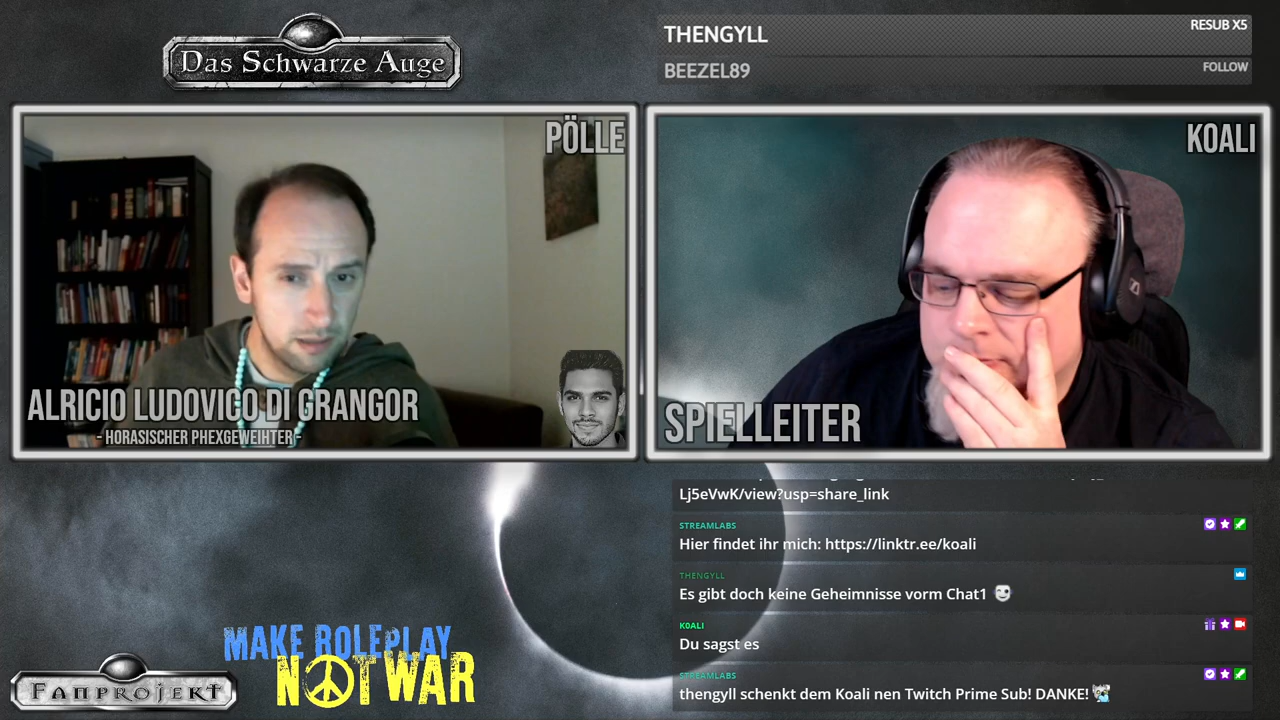 Das Schwarze Auge
THENGYLL
RESUB X5
BEEZEL89
FOLLOW
PÖLLE
ALRICIO LUDOVICO DI GRANGOR
- HORASISCHER PHEXGEWEIHTER -
KOALI
SPIELLEITER
Lj5eVwK/view?usp=share_link
STREAMLABS
Hier findet ihr mich: https://linktr.ee/koali
THENGYLL
Es gibt doch keine Geheimnisse vorm Chat1
K0ALI
Du sagst es
STREAMLABS
thengyll schenkt dem Koali nen Twitch Prime Sub! DANKE!
MAKE ROLEPLAY
NOT WAR
FANPROJEKT